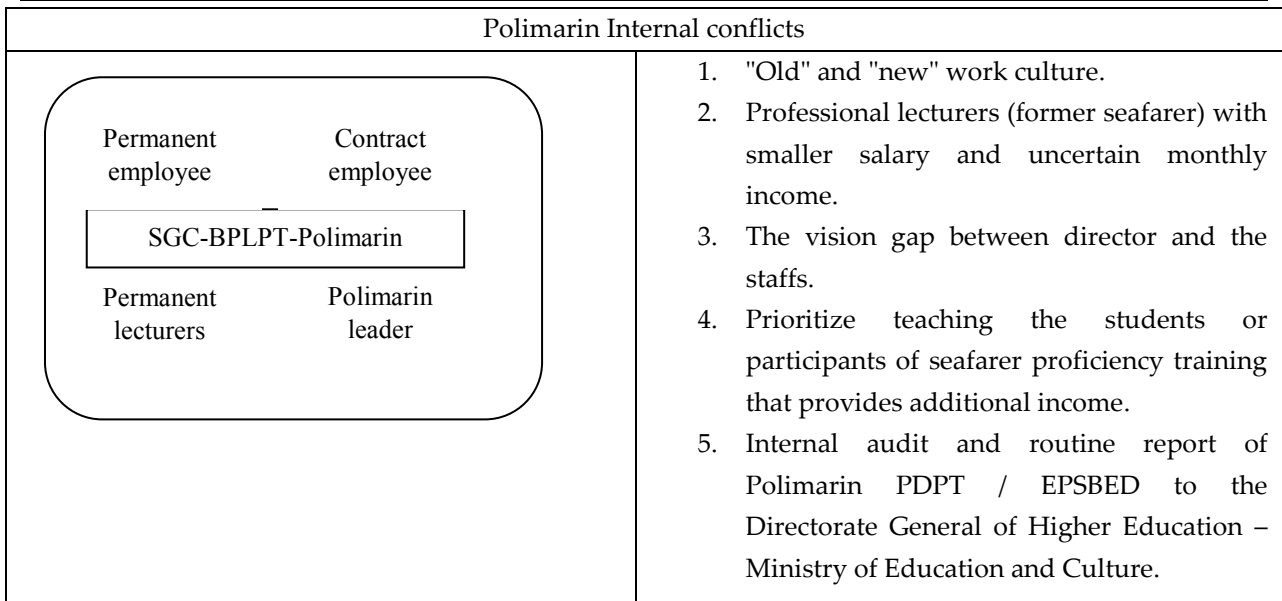 Polimarin Internal conflicts
Permanent employee
Contract employee
SGC-BPLPT-Polimarin
Permanent lecturers
Polimarin leader
1. "Old" and "new" work culture.
2. Professional lecturers (former seafarer) with
smaller salary and uncertain monthly
income.
3. The vision gap between director and the
staffs.
4. Prioritize teaching the students or
participants of seafarer proficiency training
that provides additional income.
5. Internal audit and routine report of
Polimarin PDPT / EPSBED to the
Directorate General of Higher Education –
Ministry of Education and Culture.